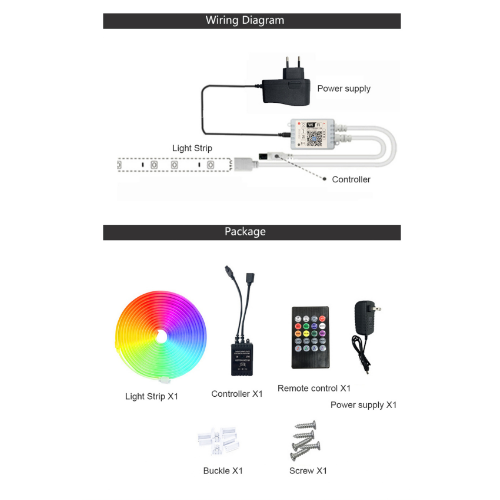 Wiring Diagram
Power supply
Light Strip
Controller
Package
Light Strip X1
Controller X1
Remote control X1
Power supply X1
Buckle X1
Screw X1